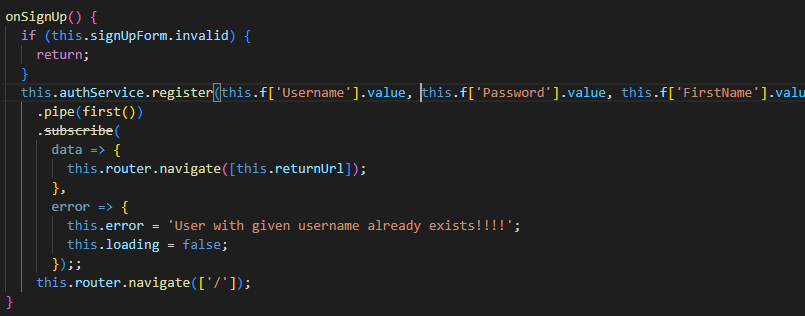 onSignUp() {
if (this.signUpForm.invalid) {
return;
}
this.authService.register(this.f['Username'].value, this.f['Password'].value, this.f['FirstName'].valu
.pipe(first())
.subscribe(
data => {
this.router.navigate([this.returnUrl]);
},
error => {
this.error = 'User with given username already exists!!!!';
this.loading = false;
});;
this.router.navigate(['/']);
}